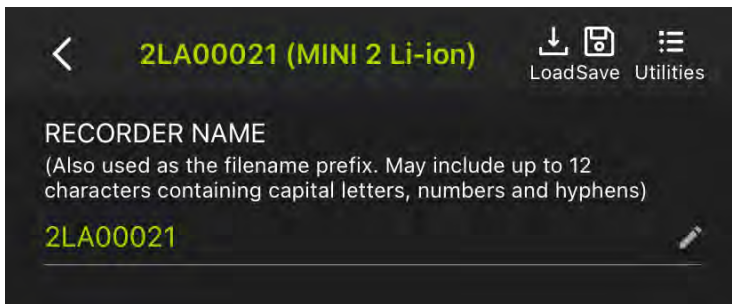 2LA00021 (MINI 2 Li-ion)
Load Save Utilities
RECORDER NAME
(Also used as the filename prefix. May include up to 12
characters containing capital letters, numbers and hyphens)
2LA00021